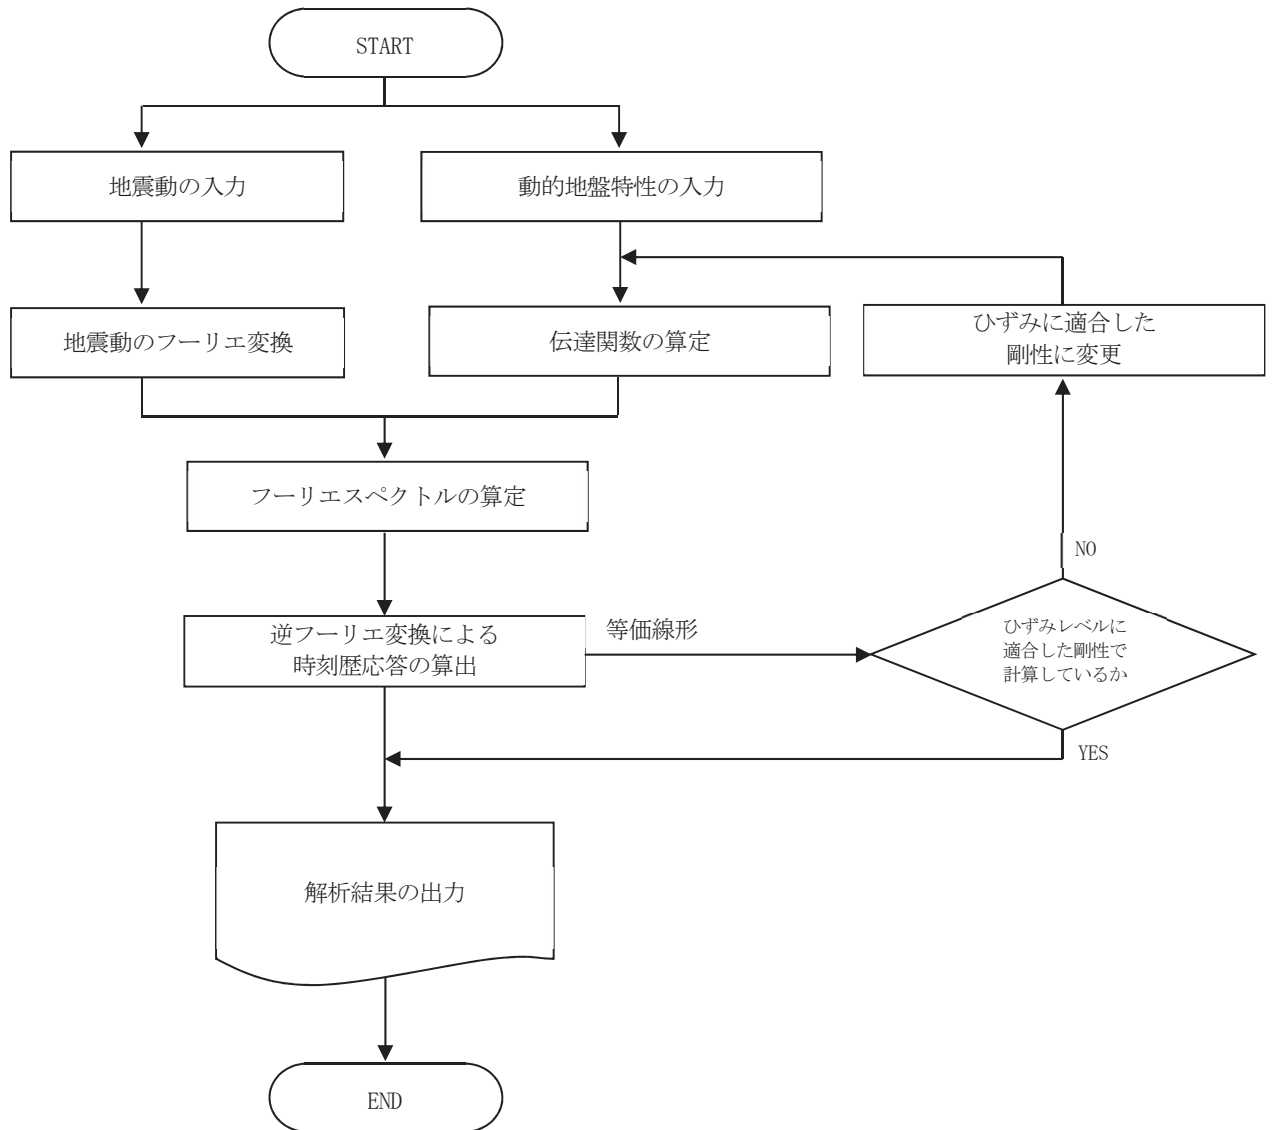 START
地震動の入力
動的地盤特性の入力
地震動のフーリエ変換
伝達関数の算定
ひずみに適合した
剛性に変更
フーリエスペクトルの算定
NO
逆フーリエ変換による
時刻歴応答の算出
等価線形
ひずみレベルに
適合した剛性で
計算しているか
YES
解析結果の出力
END